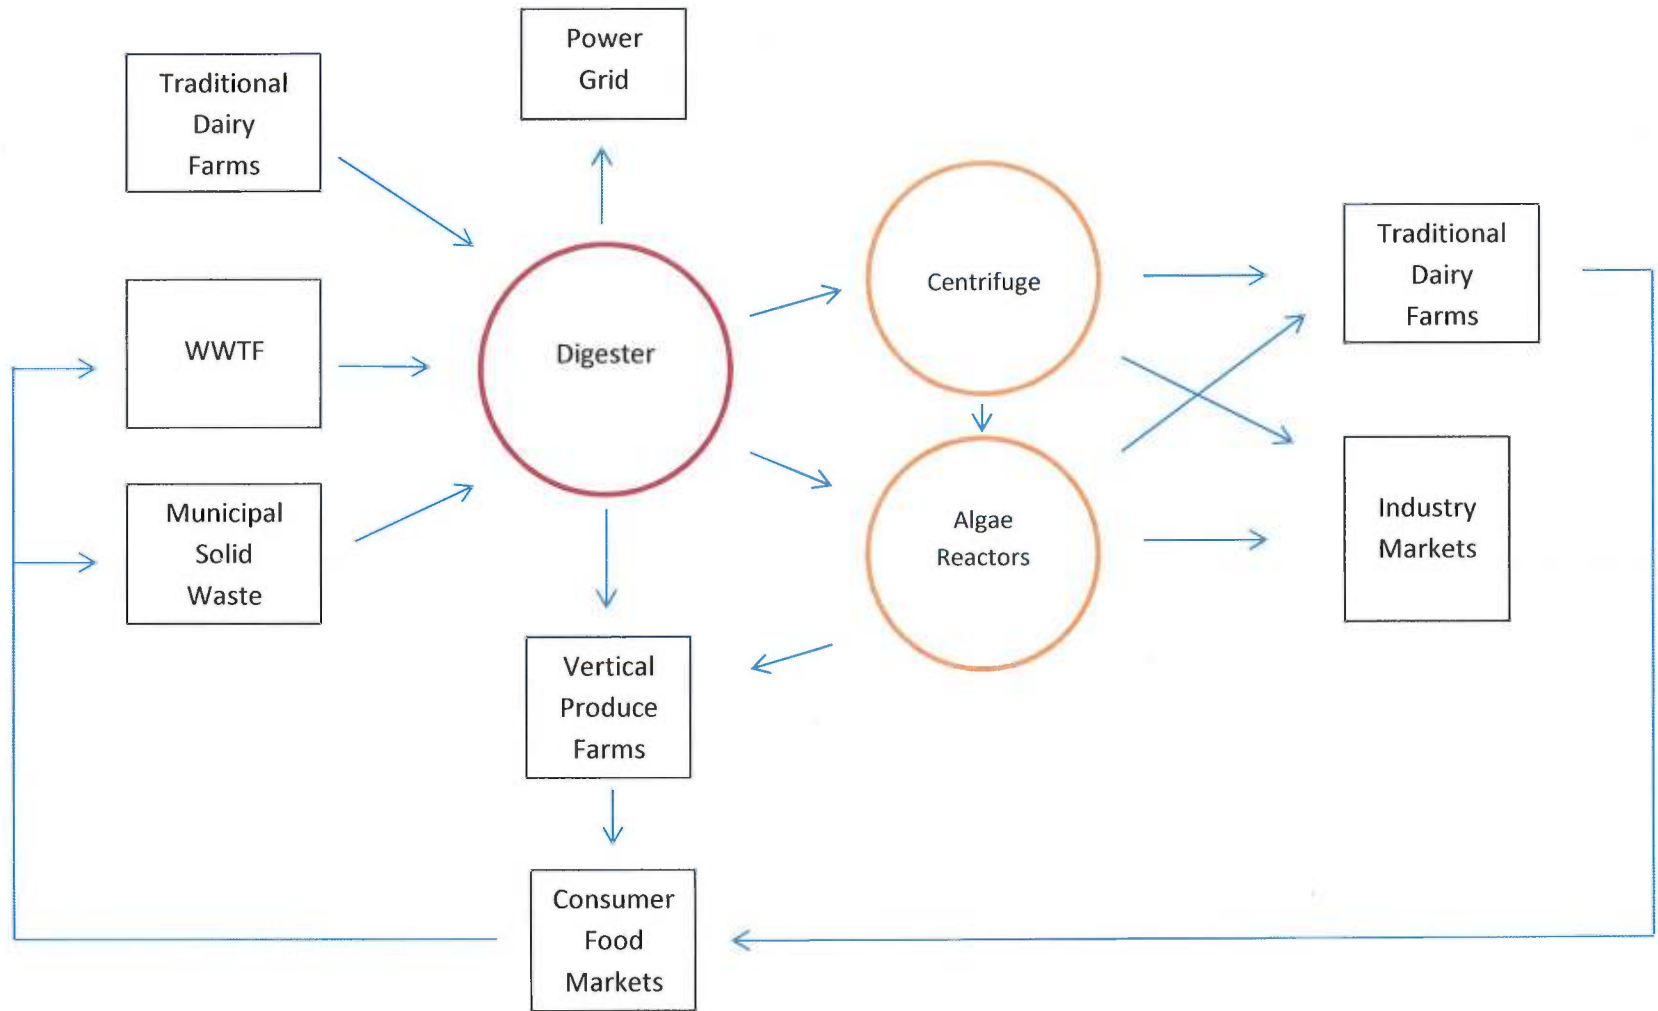 Power
Grid
Traditional
Dairy
Farms
Centrifuge
Traditional
Dairy
Farms
WWTF
Digester
Municipal
Solid
Waste
Algae
Reactors
Industry
Markets
Vertical
Produce
Farms
Consumer
Food
Markets